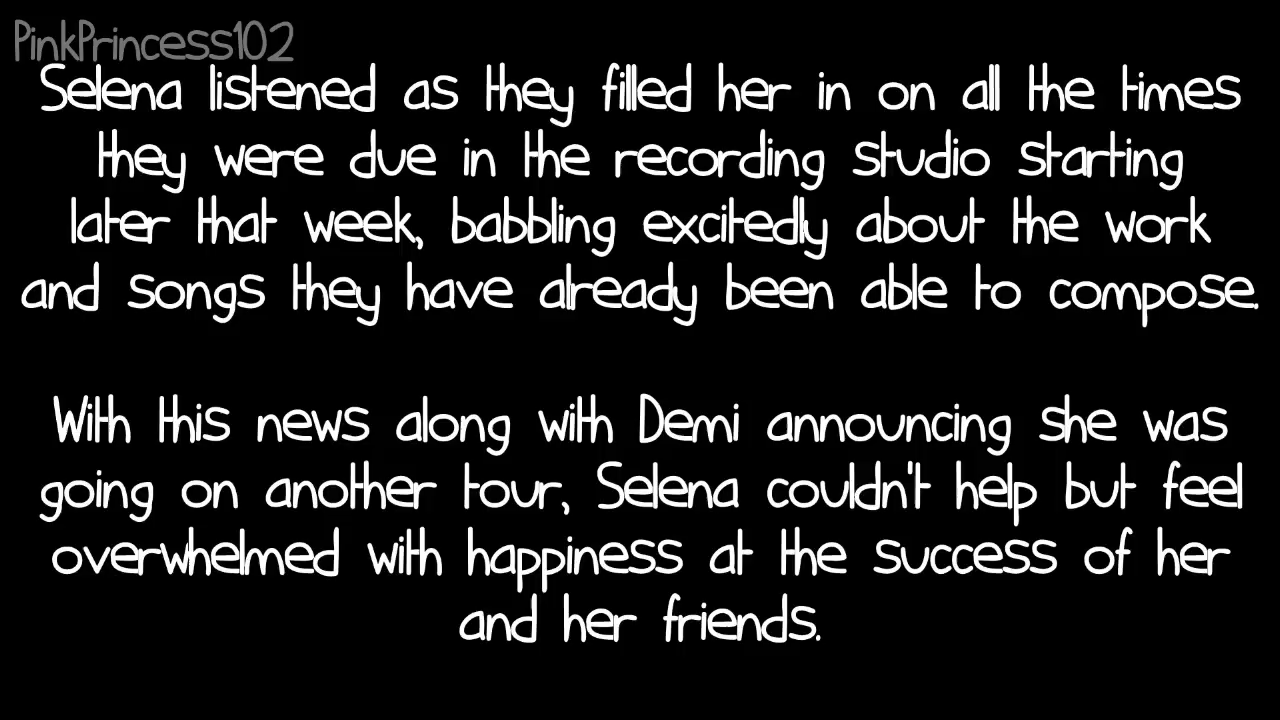 PinkPrincess102
Selena listened as they filled her in on all the times
they were due in the recording studio starting
later that week, babbling excitedly about the work
and songs they have already been able to compose.
With this news along with Demi announcing she was
going on another tour, Selena couldn't help but feel
overwhelmed with happiness at the success of her
and her friends.